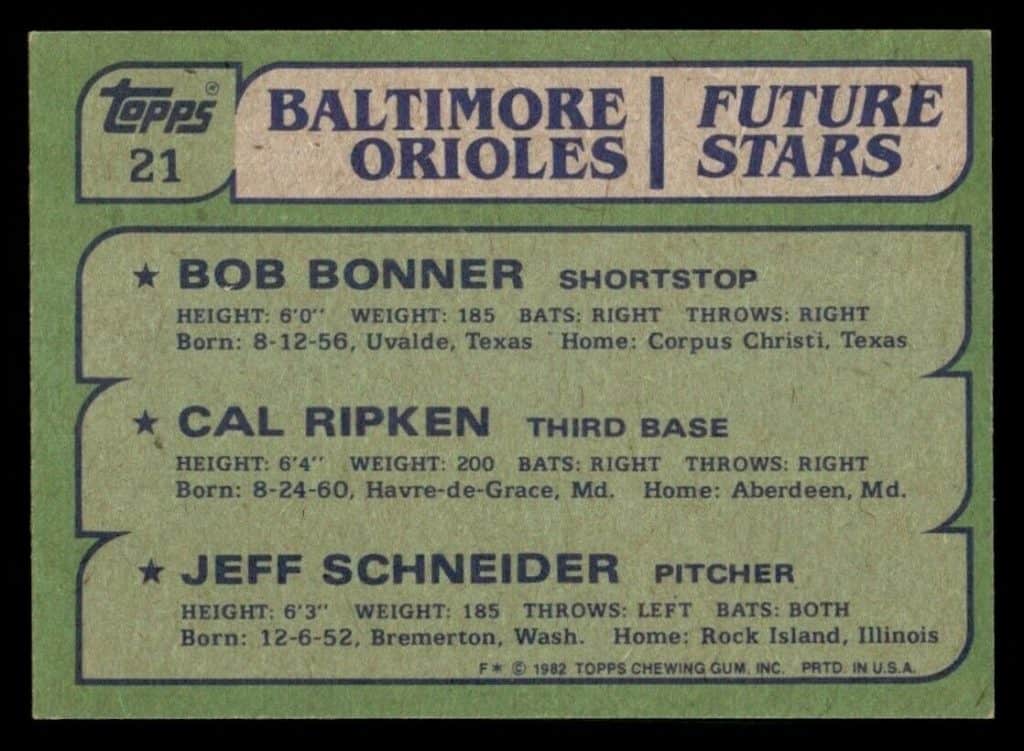 Topps®
21
BALTIMORE
ORIOLES
FUTURE
STARS
★ BOB BONNER SHORTSTOP
HEIGHT: 6'0" WEIGHT: 185 BATS: RIGHT THROWS: RIGHT
Born: 8-12-56, Uvalde, Texas Home: Corpus Christi, Texas
★ CAL RIPKEN THIRD BASE
HEIGHT: 6'4" WEIGHT: 200 BATS: RIGHT THROWS: RIGHT
Born: 8-24-60, Havre-de-Grace, Md. Home: Aberdeen, Md.
★ JEFF SCHNEIDER PITCHER
HEIGHT: 6'3" WEIGHT: 185 THROWS: LEFT BATS: BOTH
Born: 12-6-52, Bremerton, Wash. Home: Rock Island, Illinois
F* © 1982 TOPPS CHEWING GUM, INC. PRTD. IN U.S.A.